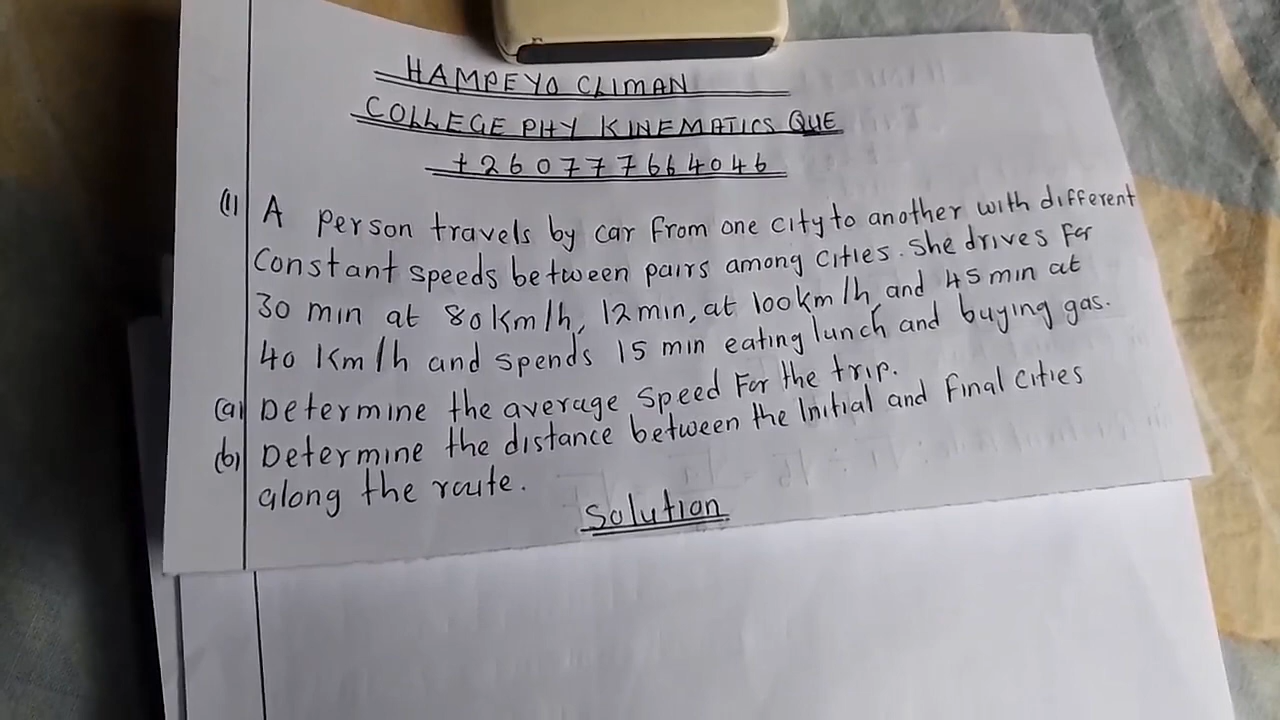 HAMPEYO CLIMAN
COLLEGE PHY KINEMATICS QUE
+260777664046
(1) A person travels by car from one city to another with different
Constant speeds between pairs among cities. She drives for
30 min at 80km/h, 12min, at 100km/h, and 45 min at
40 km/h and spends 15 min eating lunch and buying gas.
(a) Determine the average speed For the trip.
(b) Determine the distance between the Initial and final cities
along the route.
Solution